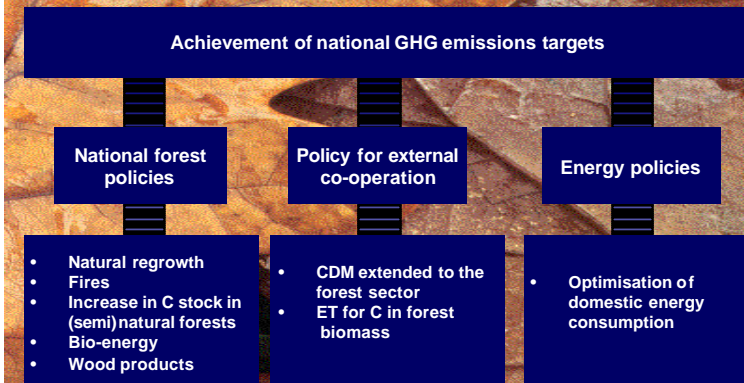 Achievement of national GHG emissions targets
National forest
policies
Policy for external
co-operation
Energy policies
• Natural regrowth
• Fires
• Increase in C stock in
(semi)natural forests
• Bio-energy
• Wood products
• CDM extended to the
forest sector
• ET for C in forest
biomass
• Optimisation of
domestic energy
consumption